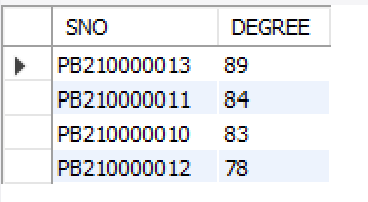 SNO DEGREE
PB210000013 89
PB210000011 84
PB210000010 83
PB210000012 78